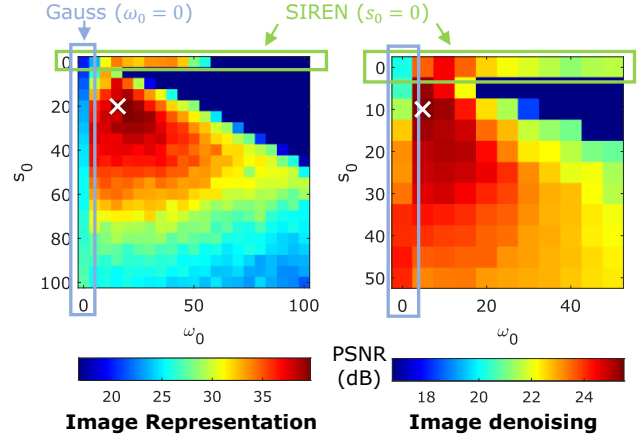 Gauss (ω₀ = 0)
SIREN (s₀ = 0)
0
20
40
60
80
100
s₀
0
50
100
ω₀
0
10
20
30
40
50
s₀
0
20
40
ω₀
20
25
30
35
PSNR
(dB)
18
20
22
24
Image Representation
Image denoising